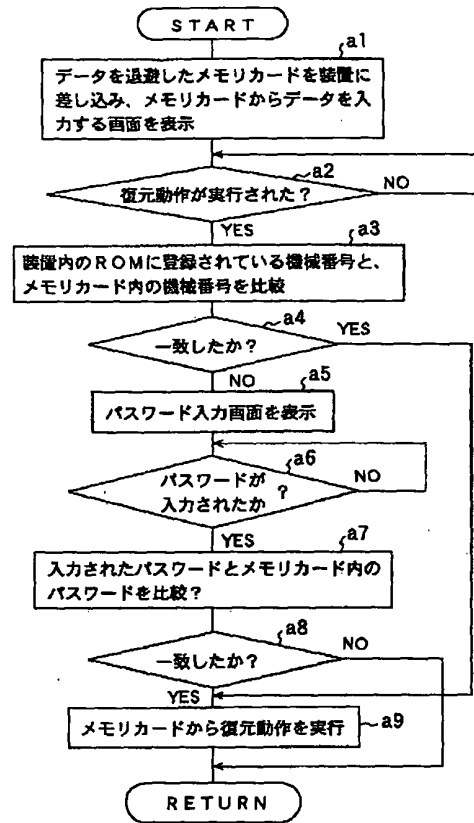 START
a1
データを退避したメモリカードを装置に
差し込み、メモリカードからデータを入
力する画面を表示
a2
復元動作が実行された?
NO
YES
a3
装置内のROMに登録されている機械番号と、
メモリカード内の機械番号を比較
a4
一致したか?
YES
NO
a5
パスワード入力画面を表示
a6
パスワードが
入力されたか ?
NO
YES
a7
入力されたパスワードとメモリカード内の
パスワードを比較?
a8
一致したか?
NO
YES
メモリカードから復元動作を実行
a9
RETURN